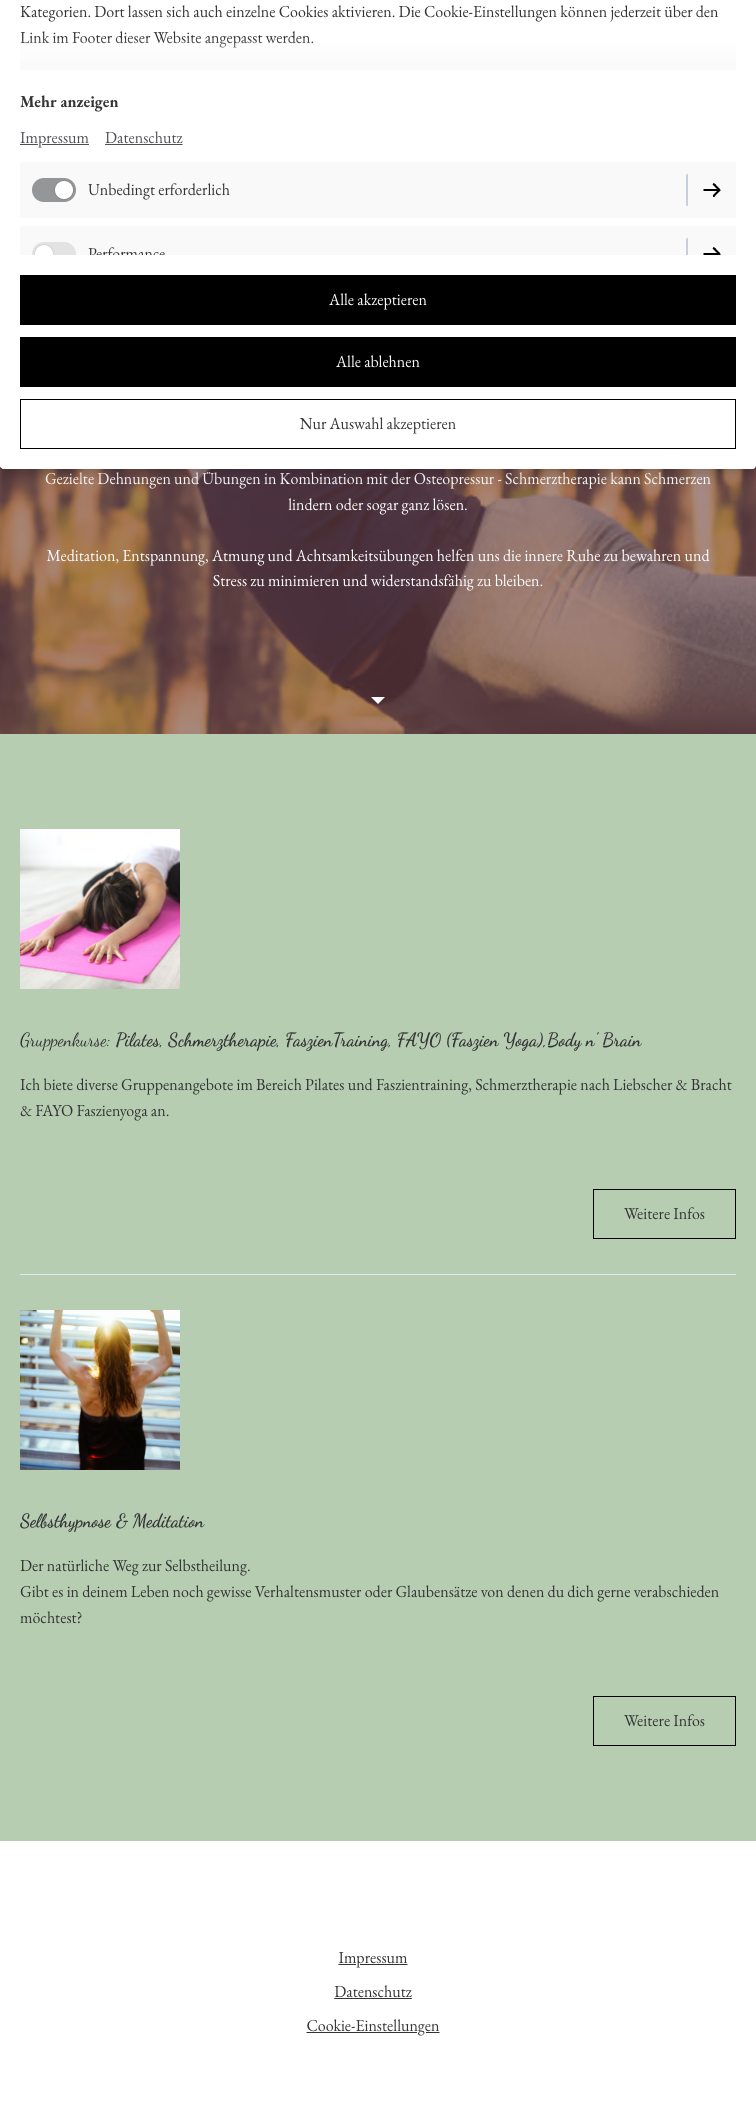 Kategorien. Dort lassen sich auch einzelne Cookies aktivieren. Die Cookie-Einstellungen können jederzeit über den
Link im Footer dieser Website angepasst werden.
Mehr anzeigen
Impressum Datenschutz
Unbedingt erforderlich
Performance
Alle akzeptieren
Alle ablehnen
Nur Auswahl akzeptieren
Gezielte Dehnungen und Übungen in Kombination mit der Osteopressur - Schmerztherapie kann Schmerzen
lindern oder sogar ganz lösen.
Meditation, Entspannung, Atmung und Achtsamkeitsübungen helfen uns die innere Ruhe zu bewahren und
Stress zu minimieren und widerstandsfähig zu bleiben.
Gruppenkurse: Pilates, Schmerztherapie, FaszienTraining, FAYO (Faszien Yoga),Body n' Brain
Ich biete diverse Gruppenangebote im Bereich Pilates und Faszientraining, Schmerztherapie nach Liebscher & Bracht
& FAYO Faszienyoga an.
Weitere Infos
Selbsthypnose & Meditation
Der natürliche Weg zur Selbstheilung.
Gibt es in deinem Leben noch gewisse Verhaltensmuster oder Glaubensätze von denen du dich gerne verabschieden
möchtest?
Weitere Infos
Impressum
Datenschutz
Cookie-Einstellungen